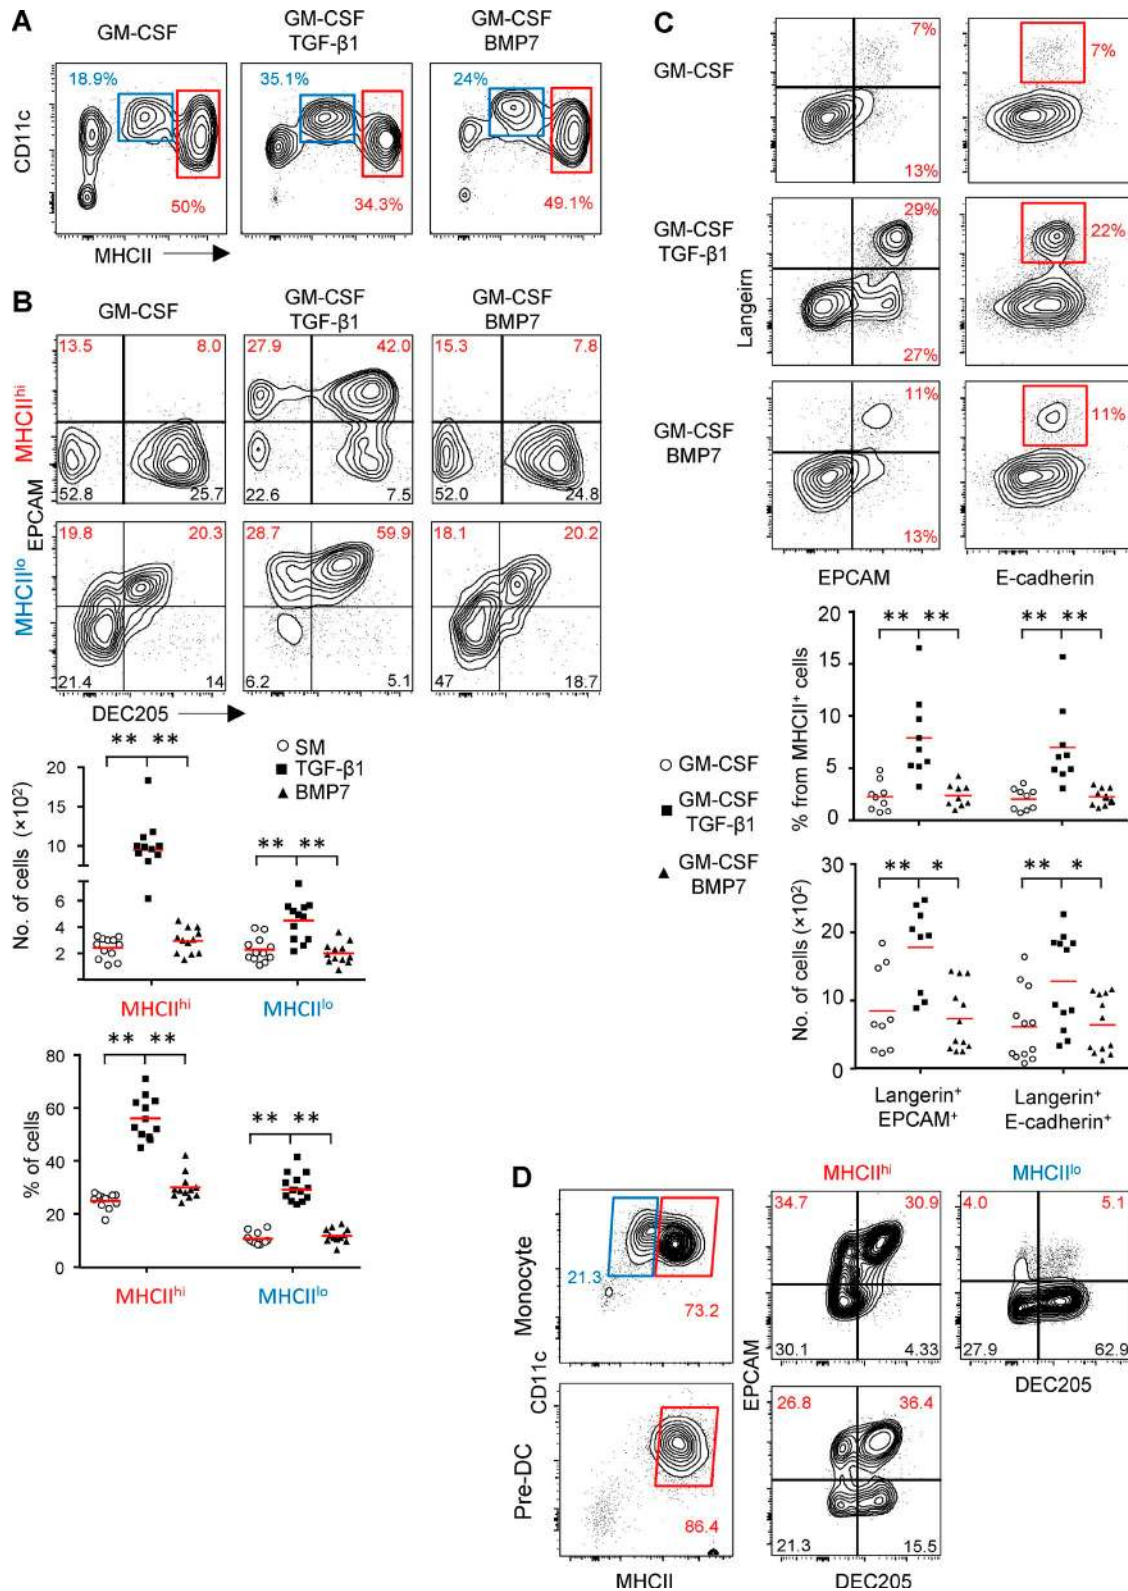 A
GM-CSF
GM-CSF
TGF-β1
GM-CSF
BMP7
18.9%
35.1%
24%
50%
34.3%
49.1%
CD11c
MHCII
B
GM-CSF
GM-CSF
TGF-β1
GM-CSF
BMP7
MHCIIhi
13.5
8.0
27.9
42.0
15.3
7.8
52.8
25.7
22.6
7.5
52.0
24.8
EPCAM
MHCIIlo
19.8
20.3
28.7
59.9
18.1
20.2
21.4
14
6.2
5.1
47
18.7
DEC205
** **
** **
○ SM
■ TGF-β1
▲ BMP7
No. of cells (×10²)
20
10
6
4
2
MHCIIhi
MHCIIlo
** **
** **
% of cells
80
60
40
20
0
MHCIIhi
MHCIIlo
C
GM-CSF
7%
13%
7%
GM-CSF
TGF-β1
29%
27%
22%
Langeirn
GM-CSF
BMP7
11%
13%
11%
EPCAM
E-cadherin
** **
** **
% from MHCII⁺ cells
20
15
10
5
0
○ GM-CSF
■ GM-CSF
TGF-β1
▲ GM-CSF
BMP7
** *
** *
No. of cells (×10²)
30
20
10
0
Langerin⁺
EPCAM⁺
Langerin⁺
E-cadherin⁺
D
MHCIIhi
MHCIIlo
Monocyte
21.3
73.2
34.7
30.9
30.1
4.33
4.0
5.1
27.9
62.9
DEC205
CD11c
EPCAM
Pre-DC
86.4
26.8
36.4
21.3
15.5
MHCII
DEC205